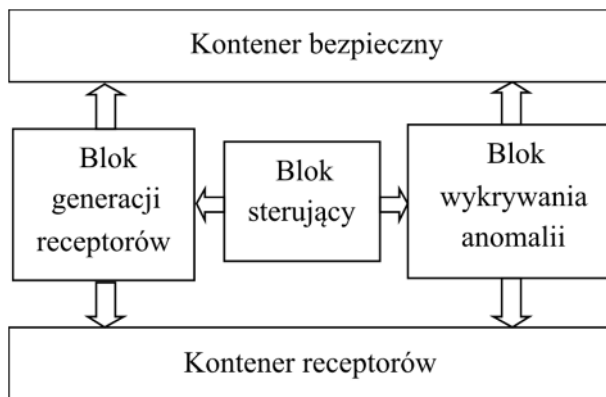 Kontener bezpieczny
Blok
generacji
receptorów
Blok
sterujący
Blok
wykrywania
anomalii
Kontener receptorów